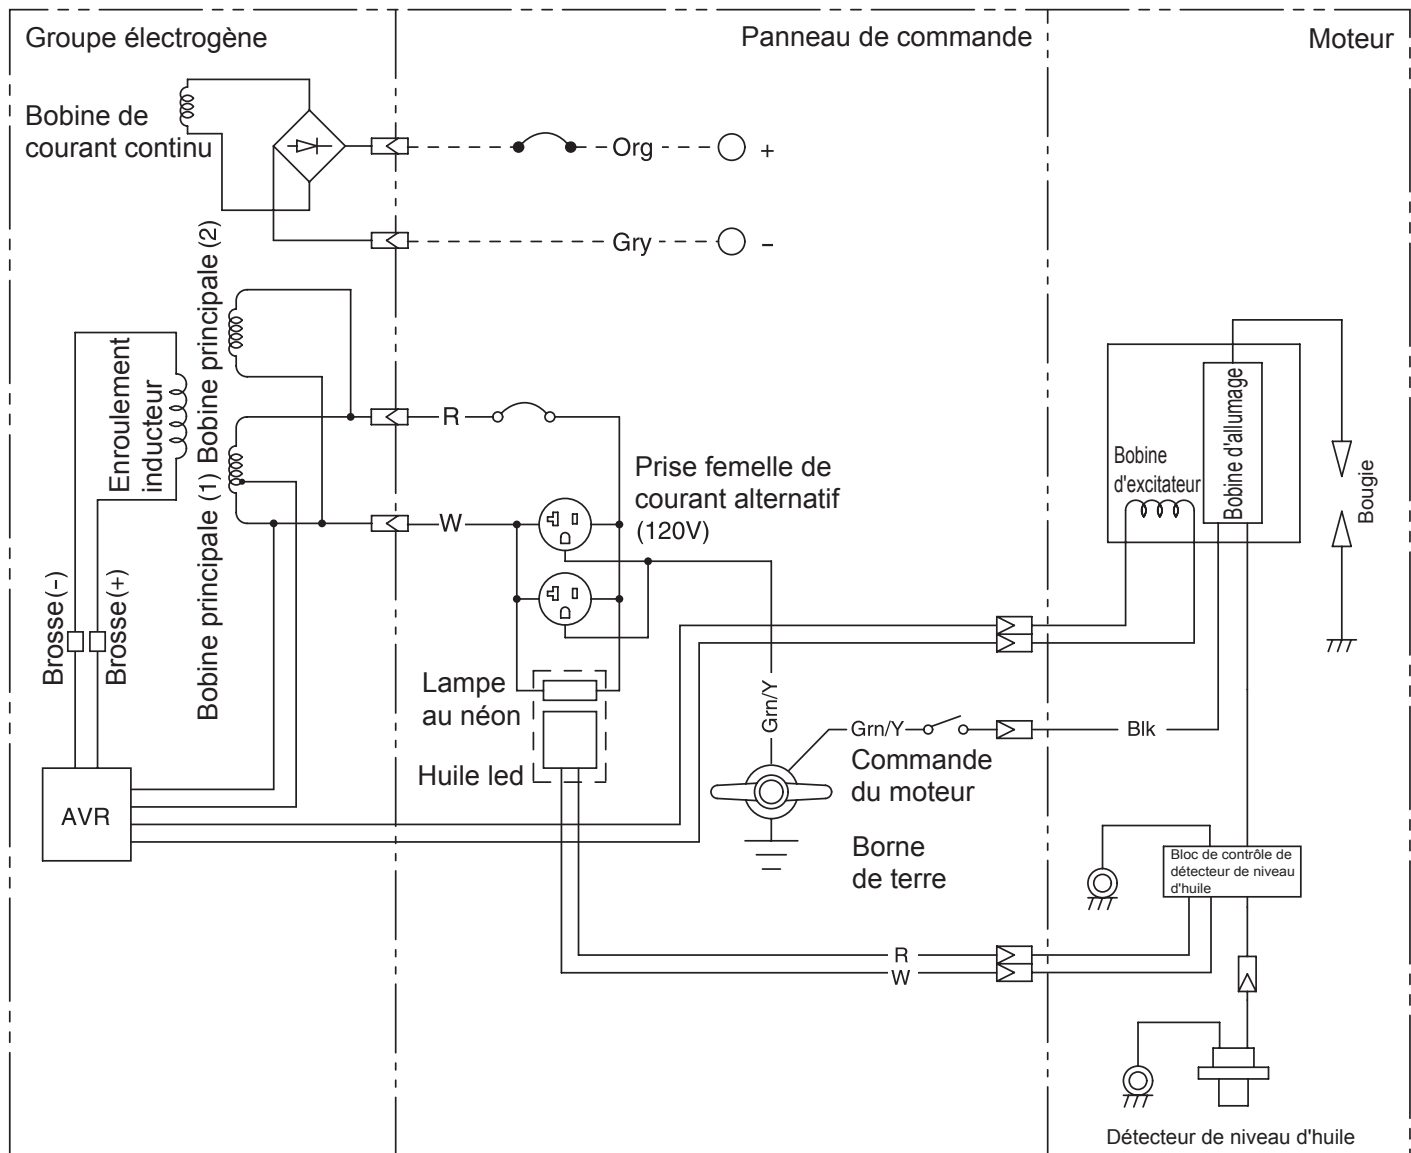 Groupe électrogène
Panneau de commande
Moteur
Bobine de
courant continu
Org
+
Gry
-
Bobine principale (1) Bobine principale (2)
Enroulement
inducteur
R
W
Prise femelle de
courant alternatif
(120V)
Bobine
d'excitateur
Bobine d'allumage
Bougie
Brosse(-)
Brosse(+)
Lampe
au néon
Huile led
Grn/Y
Grn/Y
Blk
Commande
du moteur
AVR
Borne
de terre
Bloc de contrôle de
détecteur de niveau
d'huile
R
W
Détecteur de niveau d'huile